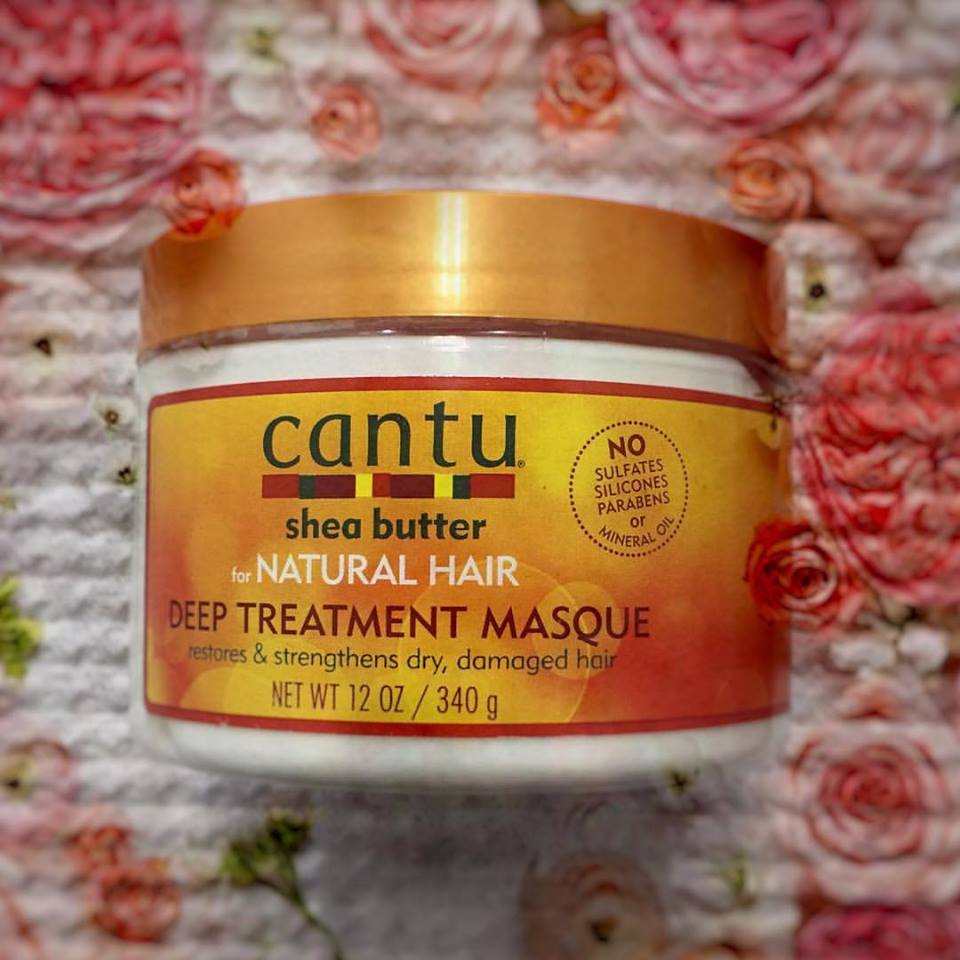 cantu®
shea butter
for NATURAL HAIR
DEEP TREATMENT MASQUE
restores & strengthens dry, damaged hair
NET WT 12 OZ / 340 g
NO
SULFATES
SILICONES
PARABENS
or
MINERAL OIL